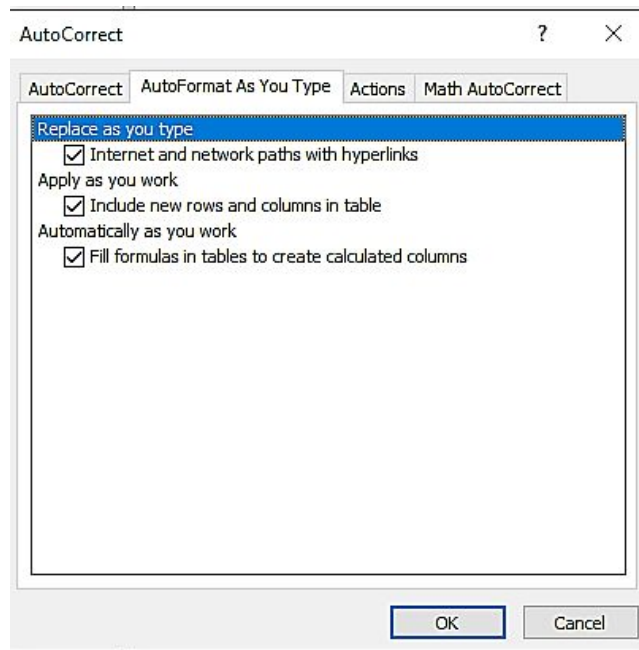 AutoCorrect ?
AutoCorrect AutoFormat As You Type Actions Math AutoCorrect
Replace as you type
Internet and network paths with hyperlinks
Apply as you work
Include new rows and columns in table
Automatically as you work
Fill formulas in tables to create calculated columns
OK Cancel